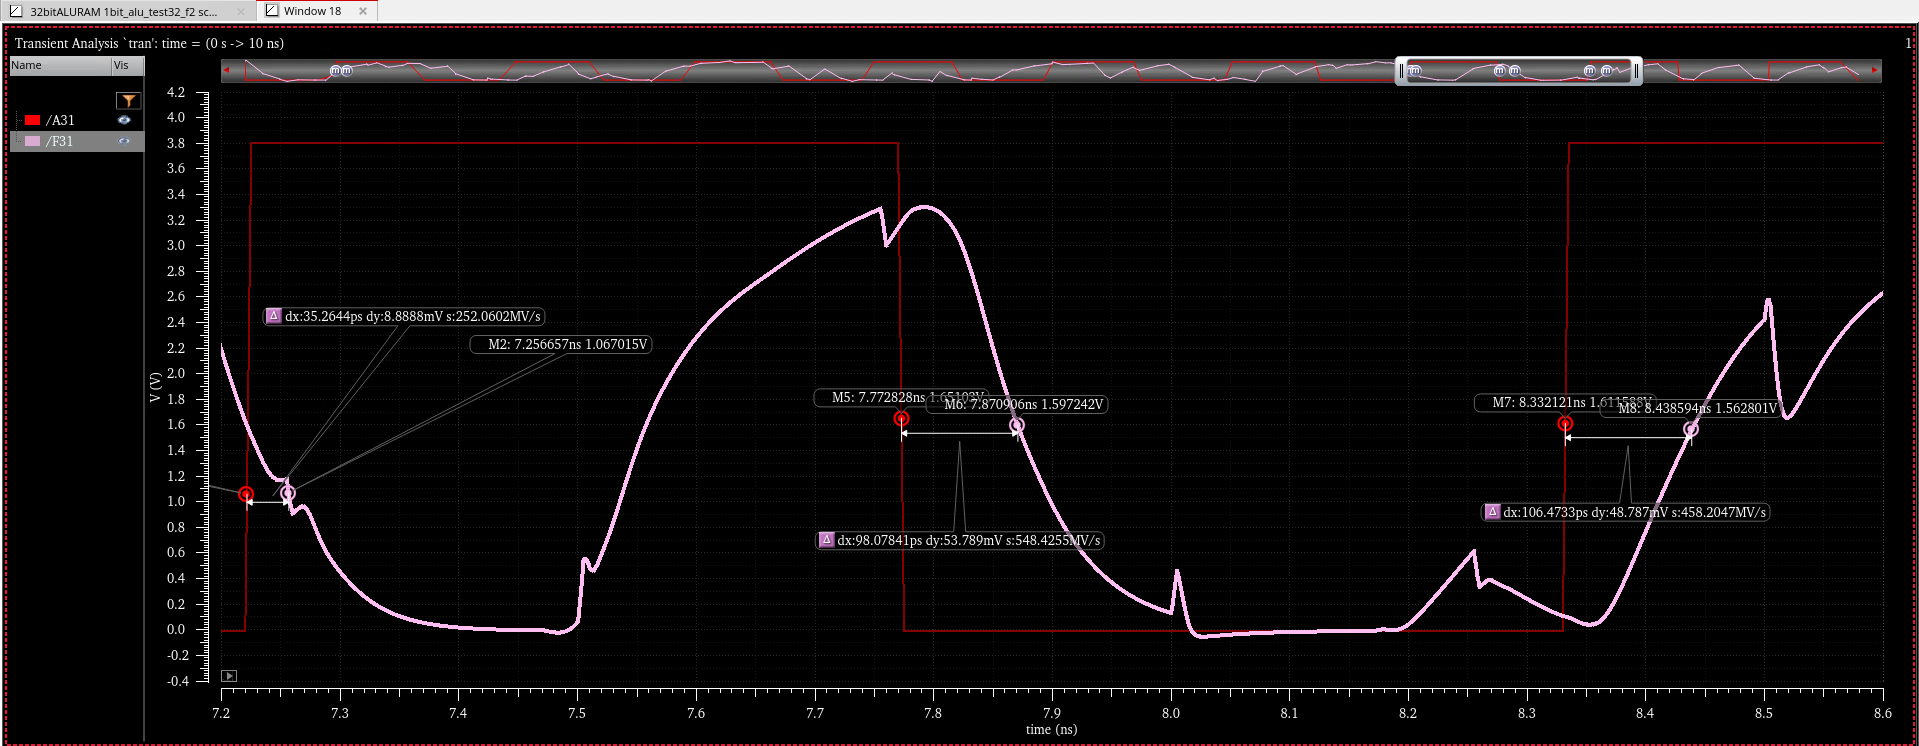 32bitALURAM 1bit_alu_test32_f2 sc...
Window 18
Transient Analysis `tran': time = (0 s -> 10 ns)
1
Name Vis
/A31
/F31
4.2
4.0
3.8
3.6
3.4
3.2
3.0
2.8
2.6
2.4
2.2
2.0
1.8
1.6
1.4
1.2
1.0
0.8
0.6
0.4
0.2
0.0
-0.2
-0.4
V (V)
dx:35.2644ps dy:8.8888mV s:252.0602MV/s
M2: 7.256657ns 1.067015V
M5: 7.772828ns
M6: 7.870906ns 1.597242V
dx:98.07841ps dy:53.789mV s:548.4255MV/s
M7: 8.332121ns
M8: 8.438594ns 1.562801V
dx:106.4733ps dy:48.787mV s:458.2047MV/s
7.2 7.3 7.4 7.5 7.6 7.7 7.8 7.9 8.0 8.1 8.2 8.3 8.4 8.5 8.6
time (ns)